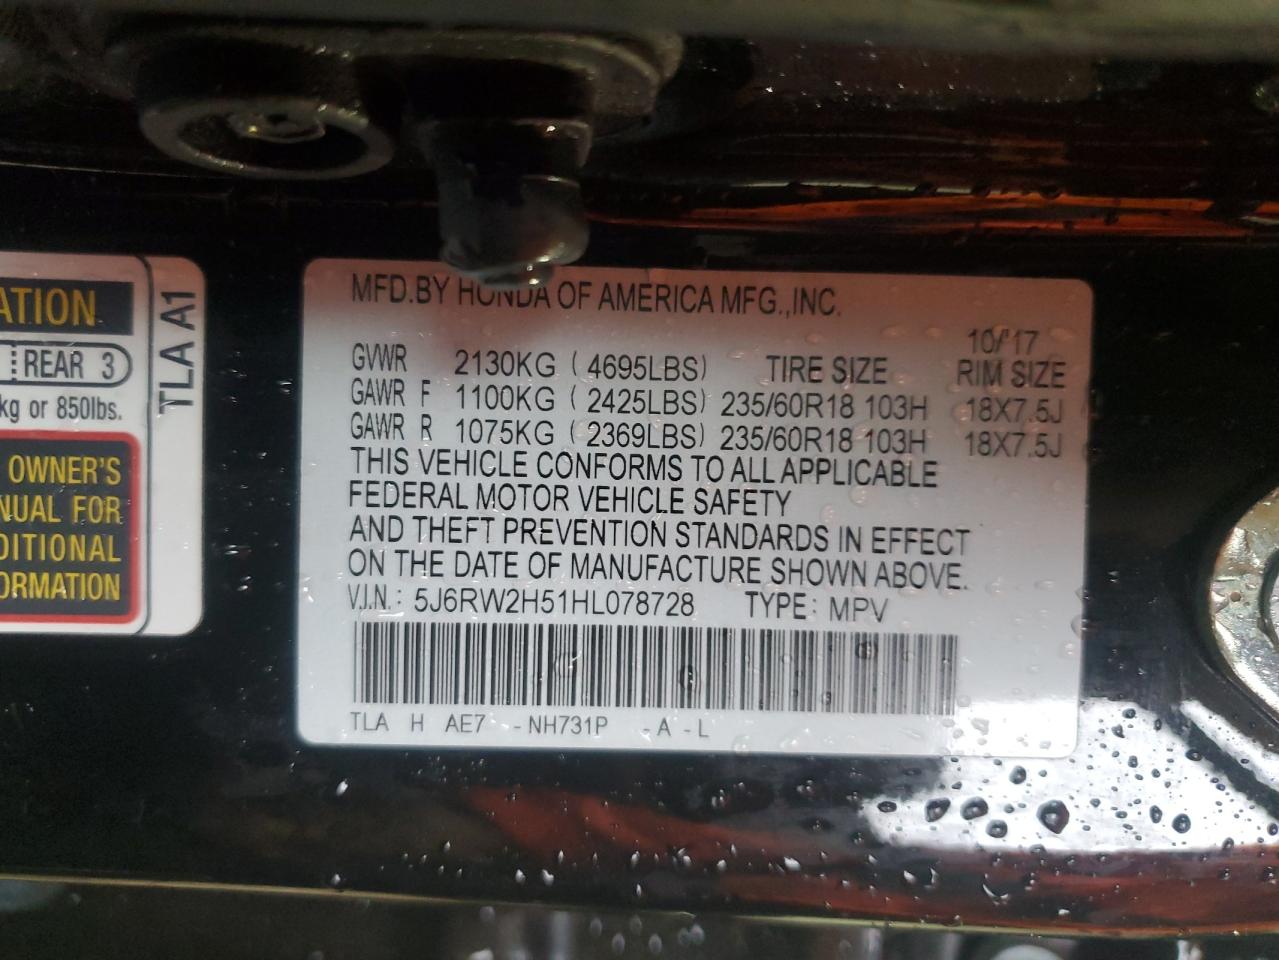 ATION
REAR 3
kg or 850lbs.
OWNER'S
NUAL FOR
DITIONAL
ORMATION
TLA A1
MFD.BY HONDA OF AMERICA MFG.,INC.
10/'17
GVWR 2130KG (4695LBS) TIRE SIZE RIM SIZE
GAWR F 1100KG (2425LBS) 235/60R18 103H 18X7.5J
GAWR R 1075KG (2369LBS) 235/60R18 103H 18X7.5J
THIS VEHICLE CONFORMS TO ALL APPLICABLE
FEDERAL MOTOR VEHICLE SAFETY
AND THEFT PREVENTION STANDARDS IN EFFECT
ON THE DATE OF MANUFACTURE SHOWN ABOVE.
V.I.N.: 5J6RW2H51HL078728 TYPE: MPV
TLA H AE7 -NH731P -A -L